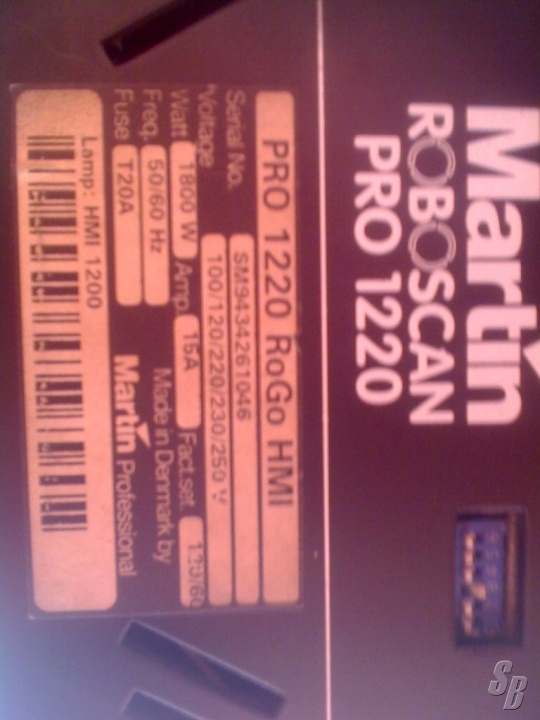 Martin
ROBOSCAN
PRO 1220
PRO 1220 RoGo HMI
Serial No. SM9434261046
*Voltage 100/120/220/230/250 V
Watt 1800 W Amp. 15A Fact.set. 120/60
Freq. 50/60 Hz Made in Denmark by
Fuse T20A Martin Professional
Lamp: HMI 1200
SB